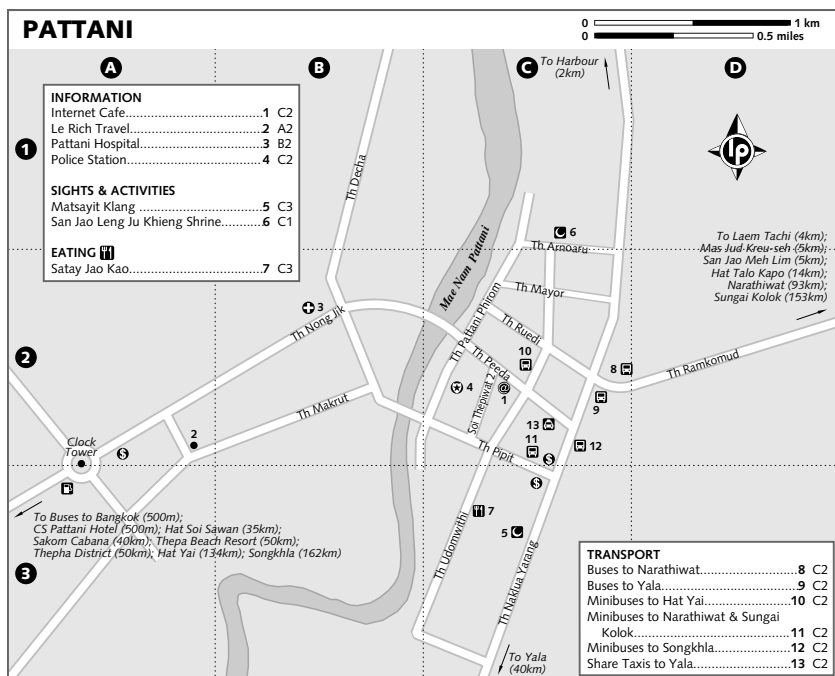 PATTANI
0 1 km
0 0.5 miles
A
B
C
D
1
2
3
To Harbour
(2km)
INFORMATION
Internet Cafe 1 C2
Le Rich Travel 2 A2
Pattani Hospital 3 B2
Police Station 4 C2
SIGHTS & ACTIVITIES
Matsayit Klang 5 C3
San Jao Leng Ju Khieng Shrine 6 C1
EATING
Satay Jao Kao 7 C3
lp
Th Decha
Mae Nam Pattani
6
Th Arnoaru
Th Mayor
To Laem Tachi (4km);
Mas Jud Kreu-seh (5km);
San Jao Meh Lim (5km);
Hat Talo Kapo (14km);
Narathiwat (93km);
Sungai Kolok (153km)
3
Th Nong Jik
Th Pattani Phirom
Th Ruedi
10
Th Peeda
8
Th Ramkomud
4
@
1
Soi Thepiwat 2
9
Th Makrut
2
Clock
Tower
$
13
11
$
12
Th Pipit
$
To Buses to Bangkok (500m);
CS Pattani Hotel (500m); Hat Soi Sawan (35km);
Sakom Cabana (40km); Thepa Beach Resort (50km);
Thepha District (50km); Hat Yai (134km); Songkhla (162km)
7
5
Th Udomwithi
Th Naklua Yarang
To Yala
(40km)
TRANSPORT
Buses to Narathiwat 8 C2
Buses to Yala 9 C2
Minibuses to Hat Yai 10 C2
Minibuses to Narathiwat & Sungai
Kolok 11 C2
Minibuses to Songkhla 12 C2
Share Taxis to Yala 13 C2